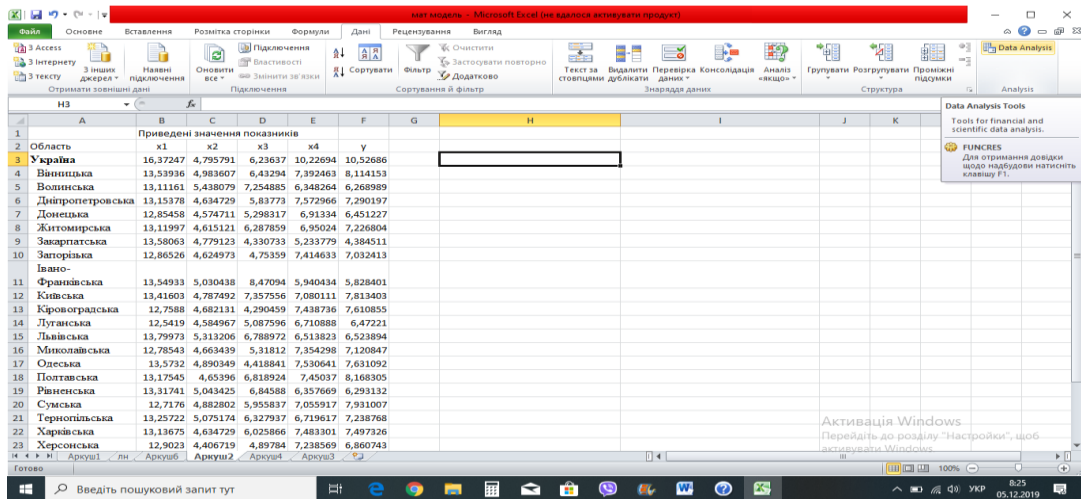 мат модель - Microsoft Excel (не вдалося активувати продукт)
Файл Основне Вставлення Розмітка сторінки Формули Дані Рецензування Вигляд
З Access
З Інтернету
З тексту
З інших джерел
Отримати зовнішні дані
Наявні підключення
Оновити все
Підключення
Властивості
Змінити зв'язки
Підключення
Сортувати
Фільтр
Очистити
Застосувати повторно
Додатково
Сортування й фільтр
Текст за стовпцями
Видалити дублікати
Перевірка даних
Консолідація
Аналіз «якщо»
Знаряддя даних
Групувати
Розгрупувати
Проміжні підсумки
Структура
Data Analysis
Analysis
H3 fx
Data Analysis Tools
Tools for financial and
scientific data analysis.
FUNCRES
Для отримання довідки
щодо надбудови натисніть
клавішу F1.
A B C D E F G H I J K
1 Приведені значення показників
2 Область x1 x2 x3 x4 y
3 Україна 16,37247 4,795791 6,23637 10,22694 10,52686
4 Вінницька 13,53936 4,983607 6,43294 7,392463 8,114153
5 Волинська 13,11161 5,438079 7,254885 6,348264 6,268989
6 Дніпропетровська 13,15378 4,634729 5,83773 7,572966 7,290197
7 Донецька 12,85458 4,574711 5,298317 6,91334 6,451227
8 Житомирська 13,11997 4,615121 6,287859 6,95024 7,226804
9 Закарпатська 13,58063 4,779123 4,330733 5,233779 4,384511
10 Запорізька 12,86526 4,624973 4,75359 7,414633 7,032413
Івано-
11 Франківська 13,54933 5,030438 8,47094 5,940434 5,828401
12 Київська 13,41603 4,787492 7,357556 7,080111 7,813403
13 Кіровоградська 12,7588 4,682131 4,290459 7,438736 7,610855
14 Луганська 12,5419 4,584967 5,087596 6,710888 6,47221
15 Львівська 13,79973 5,313206 6,788972 6,513823 6,523894
16 Миколаївська 12,78543 4,663439 5,31812 7,354298 7,120847
17 Одеська 13,5732 4,890349 4,418841 7,530641 7,631092
18 Полтавська 13,17545 4,65396 6,818924 7,45037 8,168305
19 Рівненська 13,31741 5,043425 6,84588 6,357669 6,293132
20 Сумська 12,7176 4,882802 5,955837 7,055917 7,931007
21 Тернопільська 13,25722 5,075174 6,327937 6,719617 7,238768
22 Харківська 13,13675 4,634729 6,025866 7,483301 7,497326
23 Херсонська 12,9023 4,406719 4,89784 7,238569 6,860743
Активація Windows
Перейдіть до розділу "Настройки", щоб
активувати Windows.
Аркуш1 лн Аркуш6 Аркуш2 Аркуш4 Аркуш3
Готово 100%
Введіть пошуковий запит тут
УКР
8:25
05.12.2019